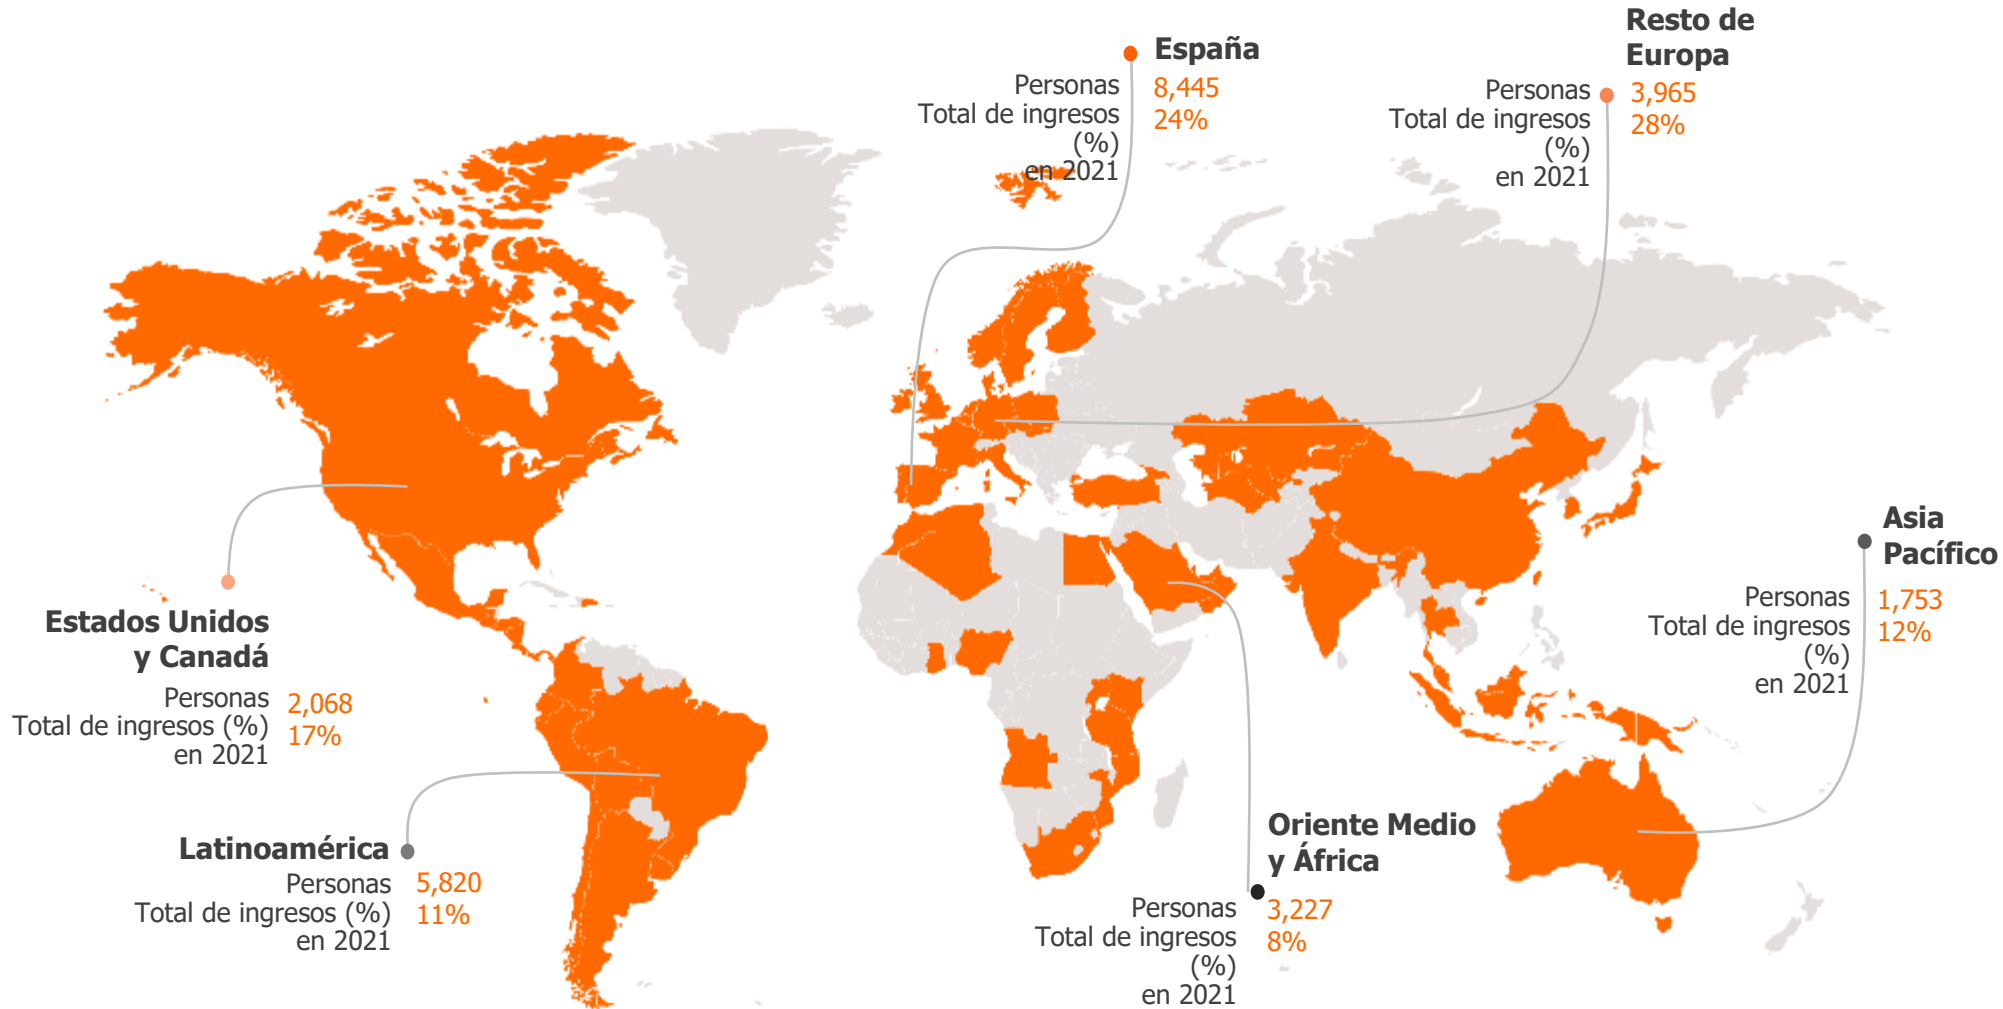 España
Personas
8,445
Total de ingresos
24%
(%)
en 2021
Resto de
Europa
Personas
3,965
Total de ingresos
28%
(%)
en 2021
Estados Unidos
y Canadá
Personas
2,068
Total de ingresos (%)
17%
en 2021
Latinoamérica
Personas
5,820
Total de ingresos (%)
11%
en 2021
Oriente Medio
y África
Personas
3,227
Total de ingresos
8%
(%)
en 2021
Asia
Pacífico
Personas
1,753
Total de ingresos
12%
(%)
en 2021